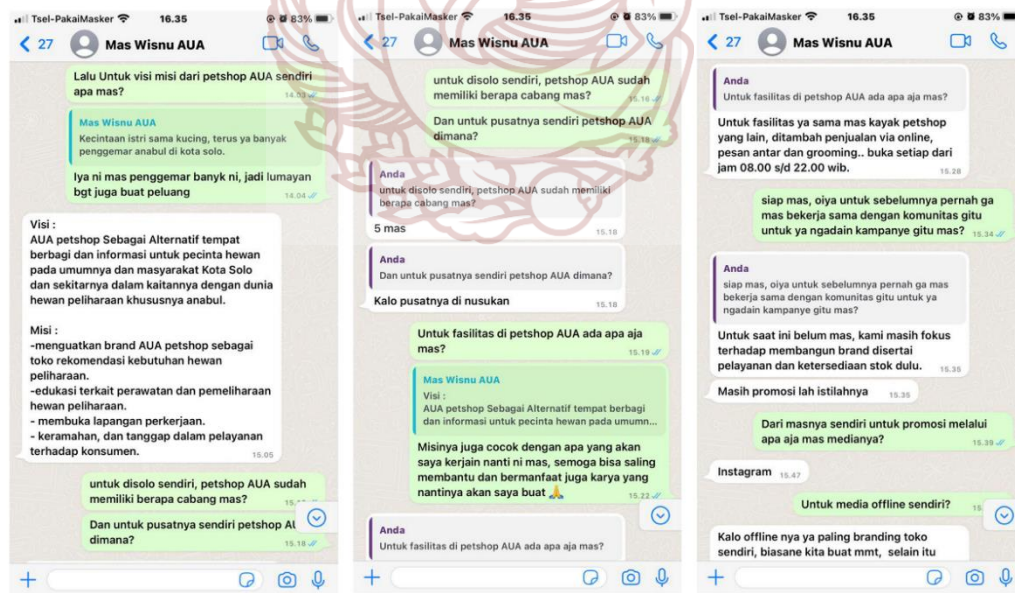 Tsel-PakaiMasker 16.35 83%
27 Mas Wisnu AUA
Lalu Untuk visi misi dari petshop AUA sendiri
apa mas?
14.03
Mas Wisnu AUA
Kecintaan istri sama kucing, terus ya banyak
penggemar anabul di kota solo.
Iya ni mas penggemar banyk ni, jadi lumayan
bgt juga buat peluang
14.04
Visi :
AUA petshop Sebagai Alternatif tempat
berbagi dan informasi untuk pecinta hewan
pada umumnya dan masyarakat Kota Solo
dan sekitarnya dalam kaitannya dengan dunia
hewan peliharaan khususnya anabul.
Misi :
-menguatkan brand AUA petshop sebagai
toko rekomendasi kebutuhan hewan
peliharaan.
-edukasi terkait perawatan dan pemeliharaan
hewan peliharaan.
- membuka lapangan perkerjaan.
- keramahan, dan tanggap dalam pelayanan
terhadap konsumen.
15.05
untuk disolo sendiri, petshop AUA sudah
memiliki berapa cabang mas?
Dan untuk pusatnya sendiri petshop
dimana?
15.18
Tsel-PakaiMasker 16.35 83%
27 Mas Wisnu AUA
untuk disolo sendiri, petshop AUA sudah
memiliki berapa cabang mas?
15.16
Dan untuk pusatnya sendiri petshop AUA
dimana?
15.18
Anda
untuk disolo sendiri, petshop AUA sudah memiliki
berapa cabang mas?
5 mas
15.18
Anda
Dan untuk pusatnya sendiri petshop AUA dimana?
Kalo pusatnya di nusukan
15.18
Untuk fasilitas di petshop AUA ada apa aja
mas?
15.19
Mas Wisnu AUA
Visi :
AUA petshop Sebagai Alternatif tempat berbagi
dan informasi untuk pecinta hewan pada umumn...
Misinya juga cocok dengan apa yang akan
saya kerjain nanti ni mas, semoga bisa saling
membantu dan bermanfaat juga karya yang
nantinya akan saya buat 🙏
15.22
Anda
Untuk fasilitas di petshop AUA ada apa aja mas?
Tsel-PakaiMasker 16.35 83%
27 Mas Wisnu AUA
Anda
Untuk fasilitas di petshop AUA ada apa aja mas?
Untuk fasilitas ya sama mas kayak petshop
yang lain, ditambah penjualan via online,
pesan antar dan grooming.. buka setiap dari
jam 08.00 s/d 22.00 wib.
15.28
siap mas, oiya untuk sebelumnya pernah ga
mas bekerja sama dengan komunitas gitu
untuk ya ngadain kampanye gitu mas?
15.34
Anda
siap mas, oiya untuk sebelumnya pernah ga mas
bekerja sama dengan komunitas gitu untuk ya
ngadain kampanye gitu mas?
Untuk saat ini belum mas, kami masih fokus
terhadap membangun brand disertai
pelayanan dan ketersediaan stok dulu.
15.35
Masih promosi lah istilahnya
15.35
Dari masnya sendiri untuk promosi melalui
apa aja mas medianya?
15.39
Instagram
15.47
Untuk media offline sendiri?
Kalo offline nya ya paling branding toko
sendiri, biasane kita buat mmt, selain itu